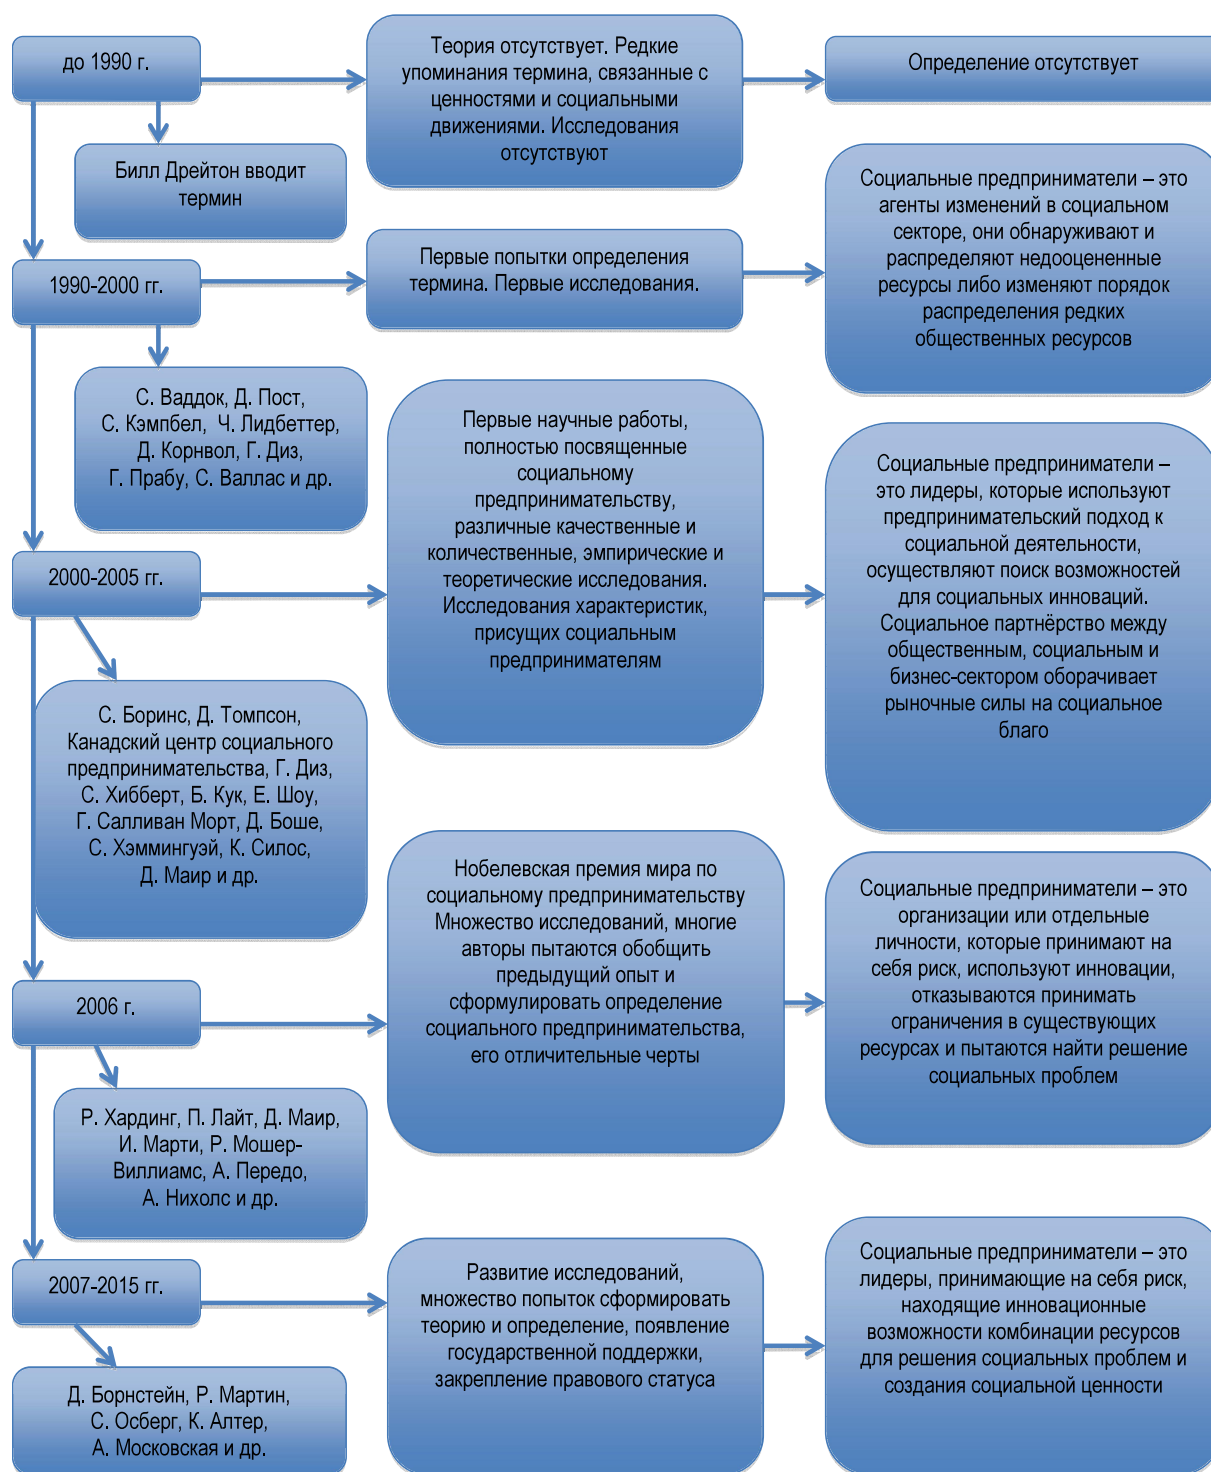 до 1990 г.
Теория отсутствует. Редкие
упоминания термина, связанные с
ценностями и социальными
движениями. Исследования
отсутствуют
Определение отсутствует
Билл Дрейтон вводит
термин
1990-2000 гг.
Первые попытки определения
термина. Первые исследования.
Социальные предприниматели – это
агенты изменений в социальном
секторе, они обнаруживают и
распределяют недооцененные
ресурсы либо изменяют порядок
распределения редких
общественных ресурсов
С. Ваддок, Д. Пост,
С. Кэмпбел, Ч. Лидбеттер,
Д. Корнвол, Г. Диз,
Г. Прабу, С. Валлас и др.
2000-2005 гг.
Первые научные работы,
полностью посвященные
социальному
предпринимательству,
различные качественные и
количественные, эмпирические и
теоретические исследования.
Исследования характеристик,
присущих социальным
предпринимателям
Социальные предприниматели –
это лидеры, которые используют
предпринимательский подход к
социальной деятельности,
осуществляют поиск возможностей
для социальных инноваций.
Социальное партнёрство между
общественным, социальным и
бизнес-сектором оборачивает
рыночные силы на социальное
благо
С. Боринс, Д. Томпсон,
Канадский центр социального
предпринимательства, Г. Диз,
С. Хибберт, Б. Кук, Е. Шоу,
Г. Салливан Морт, Д. Боше,
С. Хэммингуэй, К. Силос,
Д. Маир и др.
2006 г.
Нобелевская премия мира по
социальному предпринимательству
Множество исследований, многие
авторы пытаются обобщить
предыдущий опыт и
сформулировать определение
социального предпринимательства,
его отличительные черты
Социальные предприниматели – это
организации или отдельные
личности, которые принимают на
себя риск, используют инновации,
отказываются принимать
ограничения в существующих
ресурсах и пытаются найти решение
социальных проблем
Р. Хардинг, П. Лайт, Д. Маир,
И. Марти, Р. Мошер-
Виллиамс, А. Передо,
А. Нихолс и др.
2007-2015 гг.
Развитие исследований,
множество попыток сформировать
теорию и определение, появление
государственной поддержки,
закрепление правового статуса
Социальные предприниматели – это
лидеры, принимающие на себя риск,
находящие инновационные
возможности комбинации ресурсов
для решения социальных проблем и
создания социальной ценности
Д. Борнстейн, Р. Мартин,
С. Осберг, К. Алтер,
А. Московская и др.